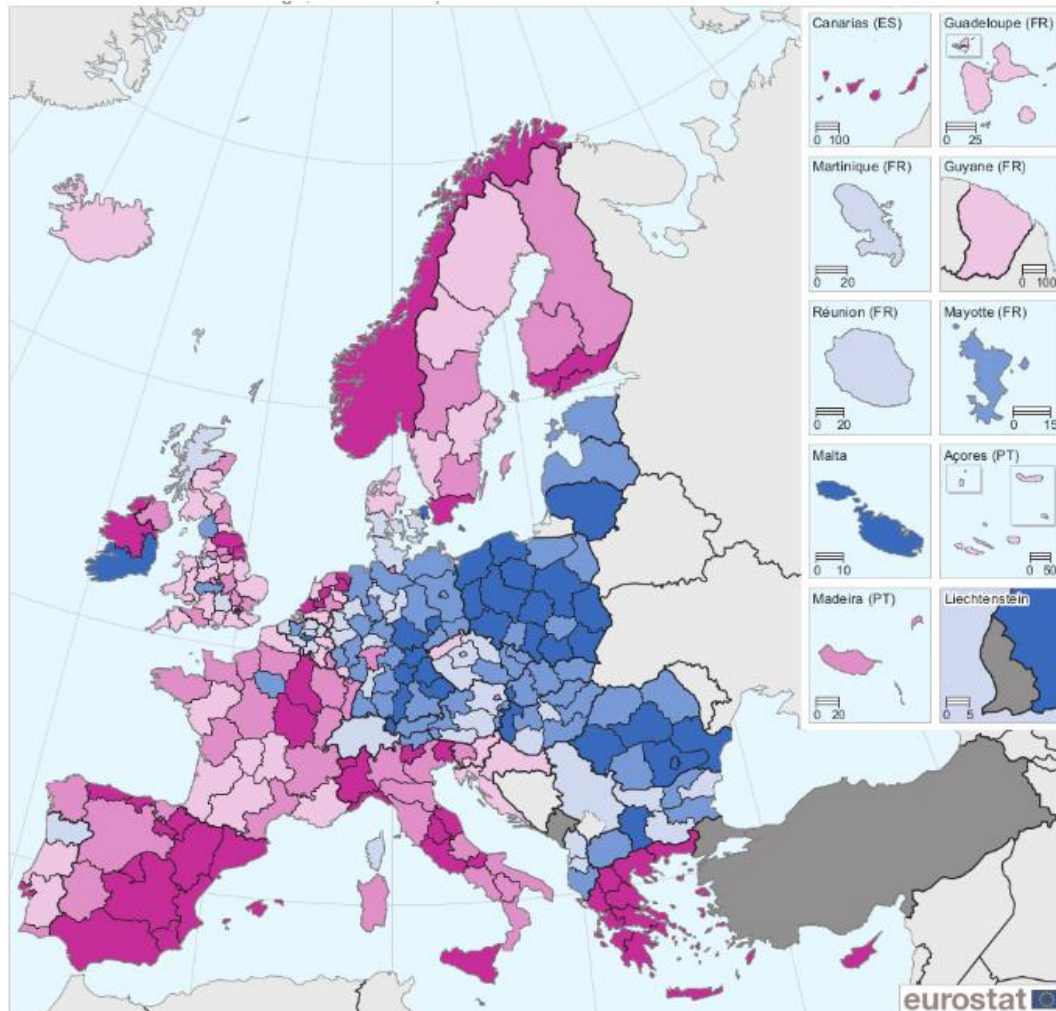 Canarias (ES)
0 100
Guadeloupe (FR)
0 25
Martinique (FR)
0 20
Guyane (FR)
0 100
Réunion (FR)
0 20
Mayotte (FR)
0 15
Malta
0 10
Açores (PT)
0 50
Madeira (PT)
0 20
Liechtenstein
0 5
eurostat